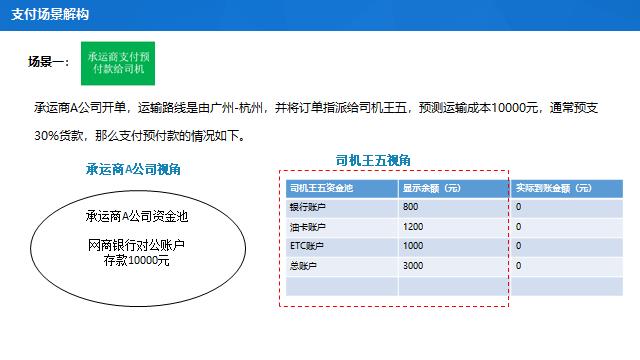 支付场景解构
场景一：
承运商支付预
付款给司机
承运商A公司开单，运输路线是由广州-杭州，并将订单指派给司机王五，预测运输成本10000元，通常预支
30%货款，那么支付预付款的情况如下。
承运商A公司视角
承运商A公司资金池
网商银行对公账户
存款10000元
司机王五视角
司机王五资金池 显示余额（元） 实际到账金额（元）
银行账户 800 0
油卡账户 1200 0
ETC账户 1000 0
总账户 3000 0